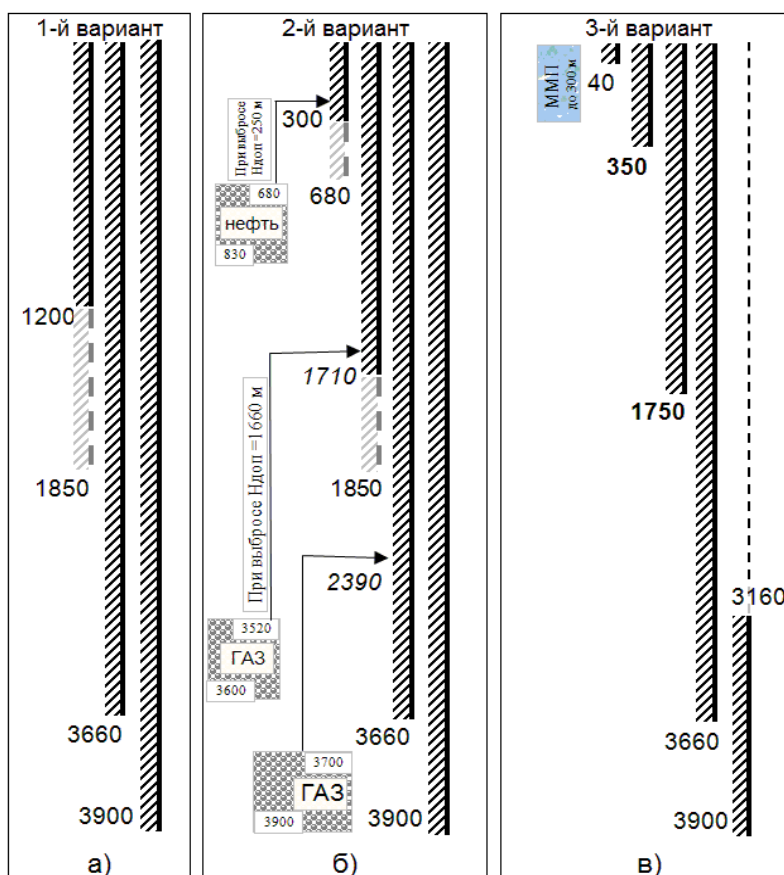 1-й вариант
1200
1850
3660
3900
а)
2-й вариант
При выбросе
Hдоп=250 м
300
680
680
нефть
830
1710
При выбросе Hдоп=1660 м
1850
2390
3520
ГАЗ
3600
3660
3700
ГАЗ
3900
3900
б)
3-й вариант
ММП
до 300 м
40
350
1750
3160
3660
3900
в)